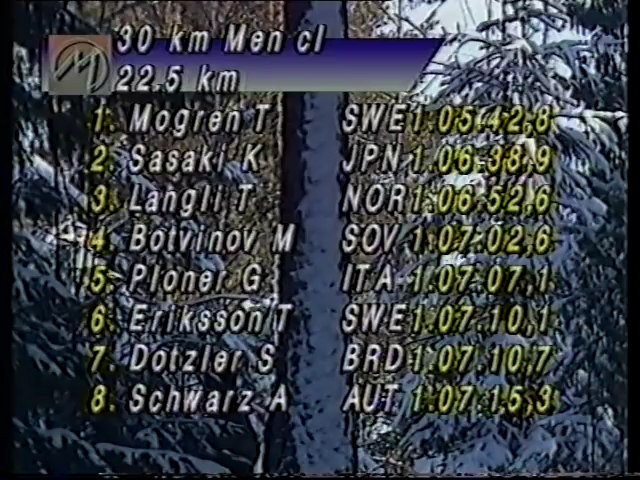 30 km Men cl
22.5 km
1. Mogren T SWE 1.05.42,8
2. Sasaki K JPN 1.06.38,9
3. Langli T NOR 1.06.52,6
4. Botvinov M SOV 1.07.02,6
5. Ploner G ITA 1.07.07,1
6. Eriksson T SWE 1.07.10,1
7. Dotzler S BRD 1.07.10,7
8. Schwarz A AUT 1.07.15,3